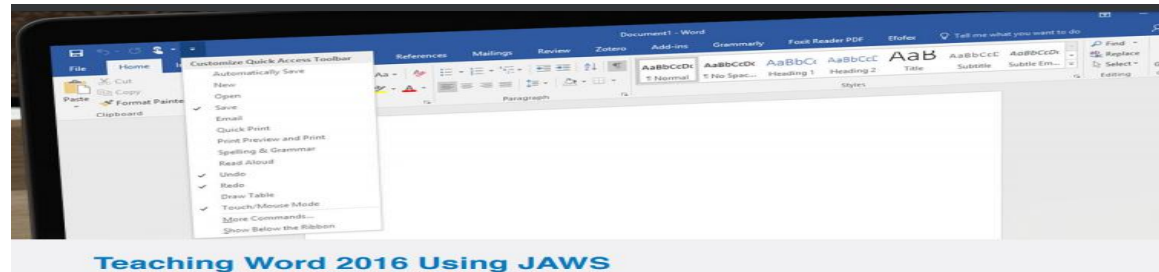 Document1 - Word
File Home References Mailings Review Zotero Add-ins Grammarly Foxit Reader PDF Efofex Tell me what you want to do
Cut
Copy
Paste
Format Painte
Clipboard
Customize Quick Access Toolbar
Automatically Save
New
Open
Save
Email
Quick Print
Print Preview and Print
Spelling & Grammar
Read Aloud
Undo
Redo
Draw Table
Touch/Mouse Mode
More Commands...
Show Below the Ribbon
Paragraph
AaBbCcDc AaBbCcDc AaBbCc AaBbCcC AaB AaBbCcC AaBbCcDc
¶ Normal ¶ No Spac... Heading 1 Heading 2 Title Subtitle Subtle Em...
Styles
Find
Replace
Select
Editing
Teaching Word 2016 Using JAWS